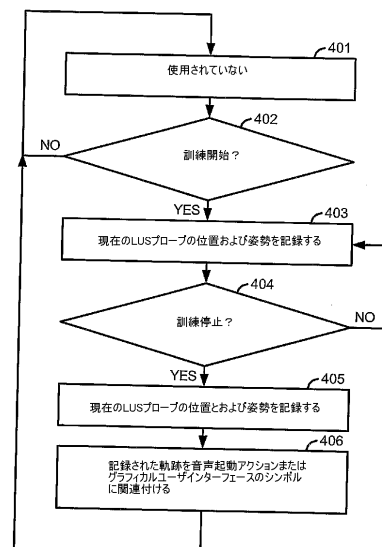 401
使用されていない
402
NO
訓練開始？
YES
403
現在のLUSプローブの位置および姿勢を記録する
404
訓練停止？
NO
YES
405
現在のLUSプローブの位置とおよび姿勢を記録する
406
記録された軌跡を音声起動アクションまたは
グラフィカルユーザインターフェースのシンボル
に関連付ける